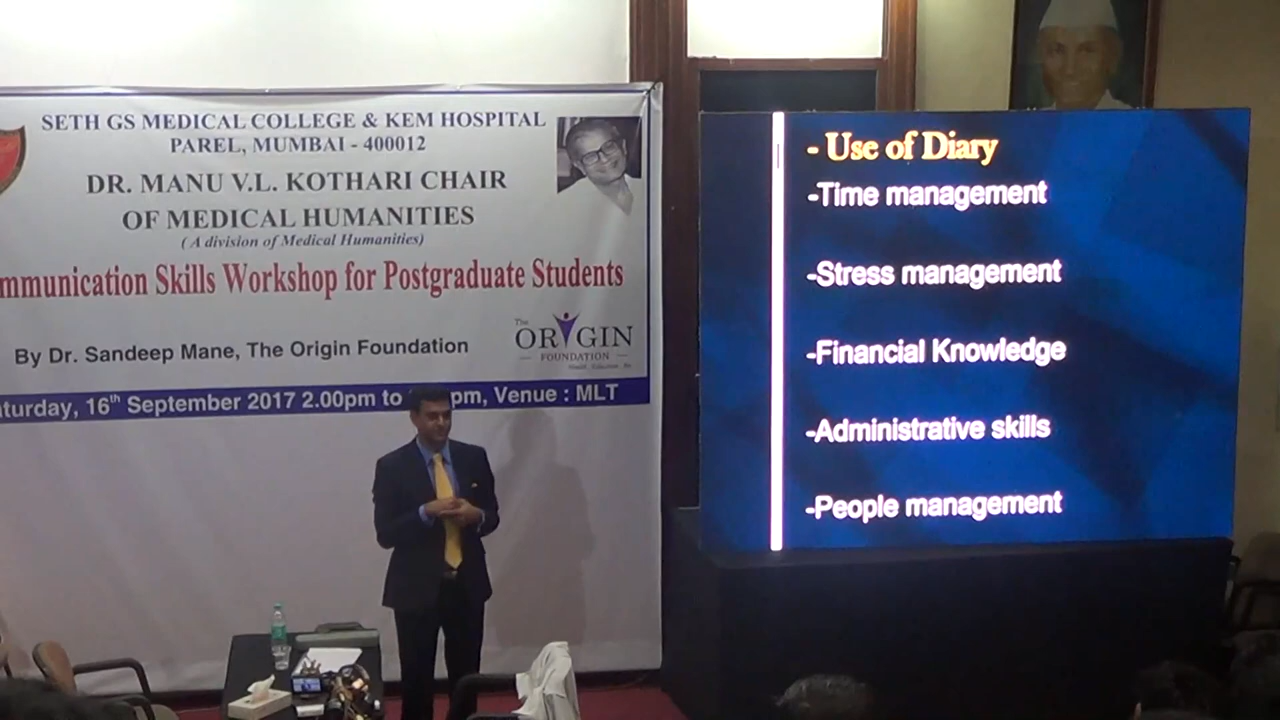 SETH GS MEDICAL COLLEGE & KEM HOSPITAL
PAREL, MUMBAI - 400012
DR. MANU V.L. KOTHARI CHAIR
OF MEDICAL HUMANITIES
( A division of Medical Humanities)
mmunication Skills Workshop for Postgraduate Students
By Dr. Sandeep Mane, The Origin Foundation
The
ORIGIN
FOUNDATION
aturday, 16th September 2017 2.00pm to pm, Venue : MLT
- Use of Diary
-Time management
-Stress management
-Financial Knowledge
-Administrative skills
-People management